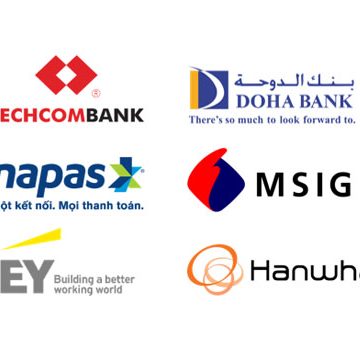 ECHCOMBANK
بنك الدوحة
DOHA BANK
There's so much to look forward to.
napas
ột kết nối. Mọi thanh toán.
MSIG
EY
Building a better
working world
Hanwh